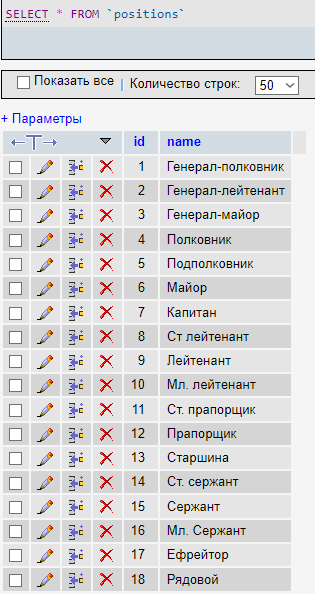 SELECT * FROM `positions`
Показать все | Количество строк: 50
+ Параметры
←T→ id name
1 Генерал-полковник
2 Генерал-лейтенант
3 Генерал-майор
4 Полковник
5 Подполковник
6 Майор
7 Капитан
8 Ст лейтенант
9 Лейтенант
10 Мл. лейтенант
11 Ст. прапорщик
12 Прапорщик
13 Старшина
14 Ст. сержант
15 Сержант
16 Мл. Сержант
17 Ефрейтор
18 Рядовой